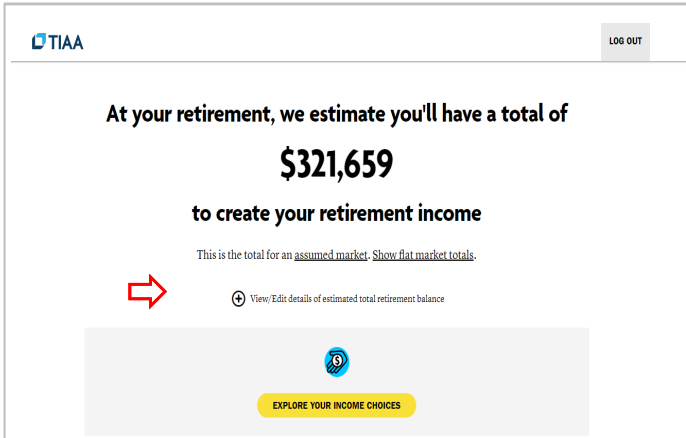 TIAA
LOG OUT
At your retirement, we estimate you'll have a total of
$321,659
to create your retirement income
This is the total for an assumed market. Show flat market totals.
View/Edit details of estimated total retirement balance
$
EXPLORE YOUR INCOME CHOICES